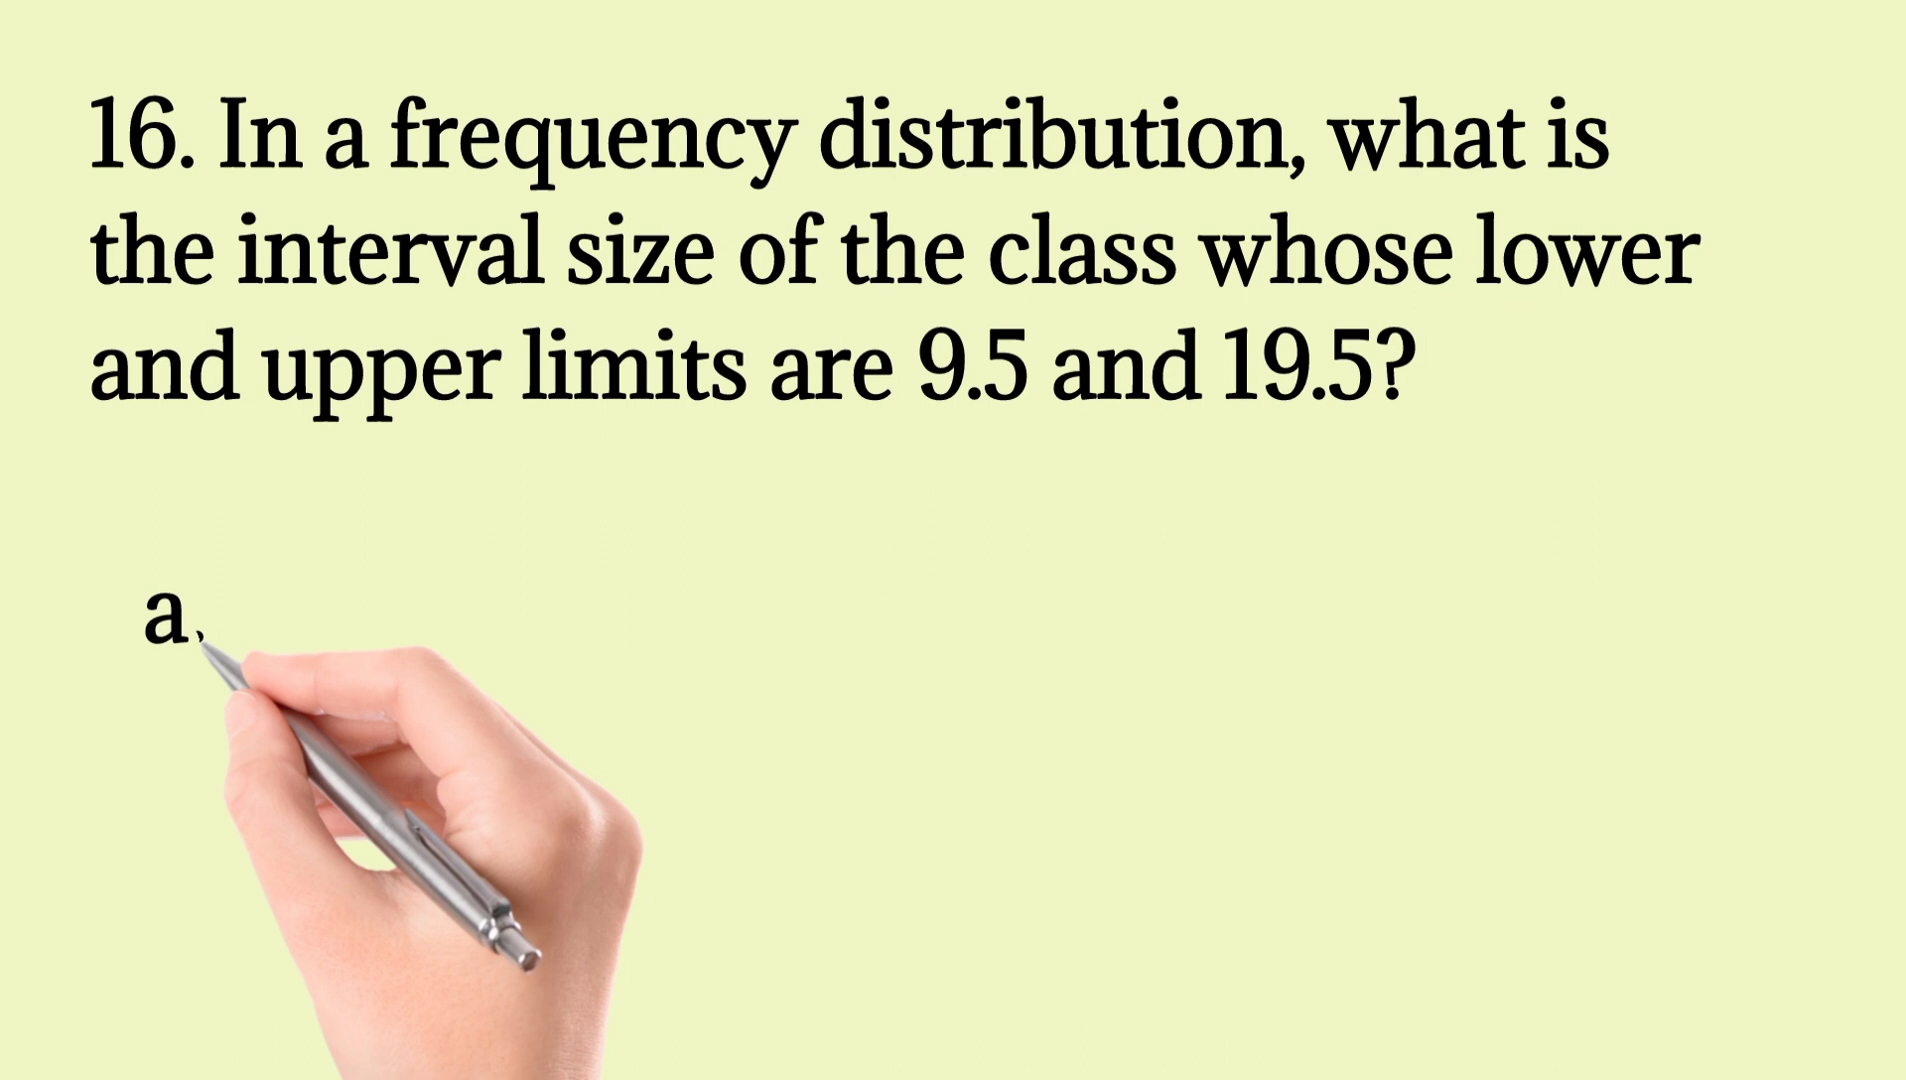 16. In a frequency distribution, what is
the interval size of the class whose lower
and upper limits are 9.5 and 19.5?
a.